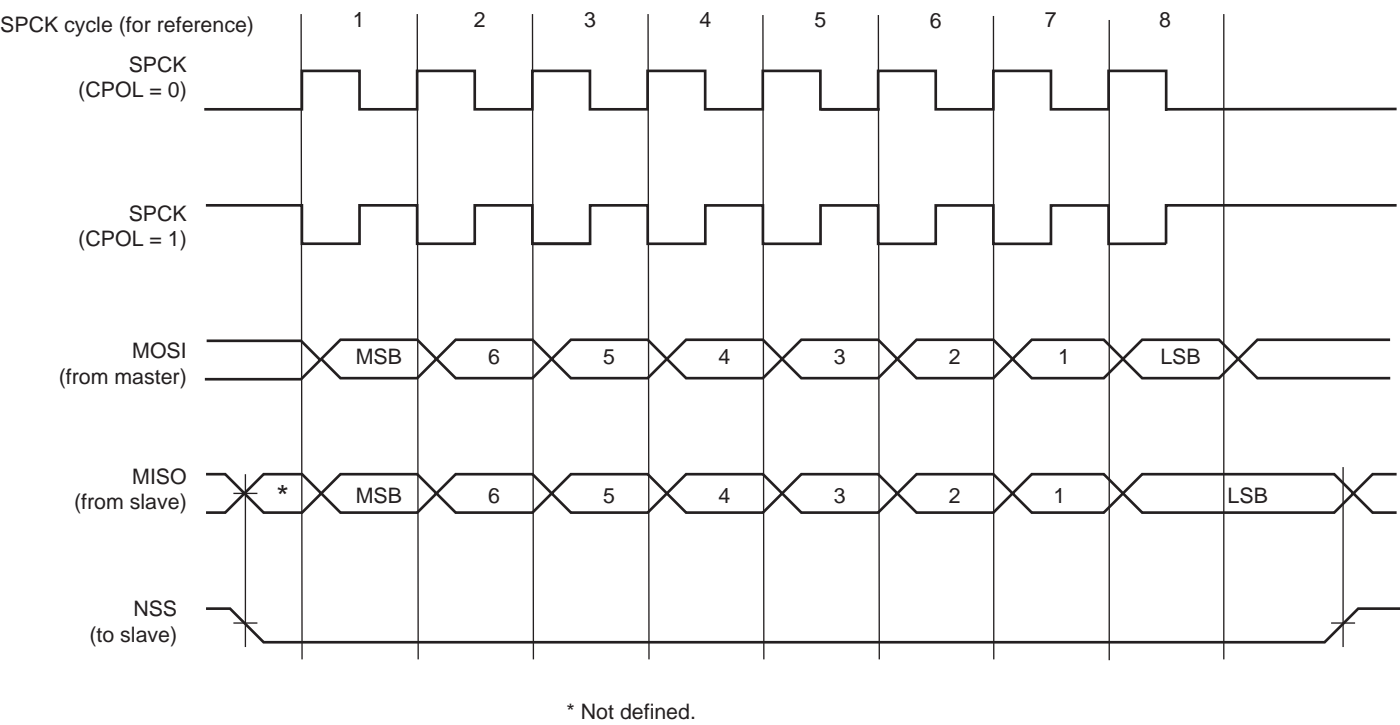 SPCK cycle (for reference) 1 2 3 4 5 6 7 8
SPCK
(CPOL = 0)
SPCK
(CPOL = 1)
MOSI
(from master)
MSB 6 5 4 3 2 1 LSB
MISO
(from slave)
* MSB 6 5 4 3 2 1 LSB
NSS
(to slave)
* Not defined.